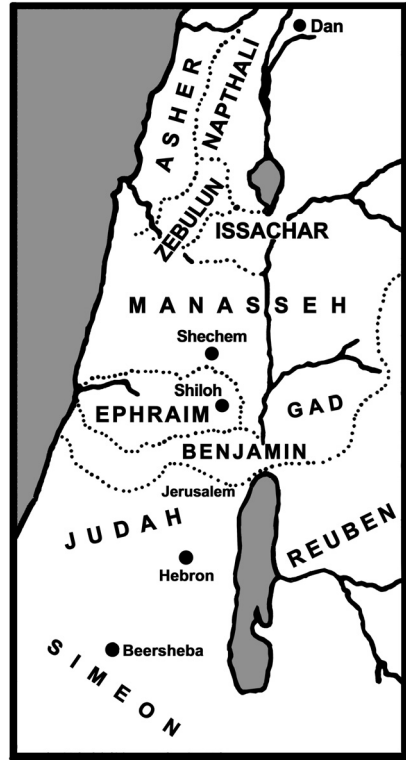 Dan
ASHER
NAPTHALI
ZEBULUN
ISSACHAR
MANASSEH
Shechem
Shiloh
EPHRAIM
GAD
BENJAMIN
Jerusalem
JUDAH
REUBEN
Hebron
Beersheba
SIMEON